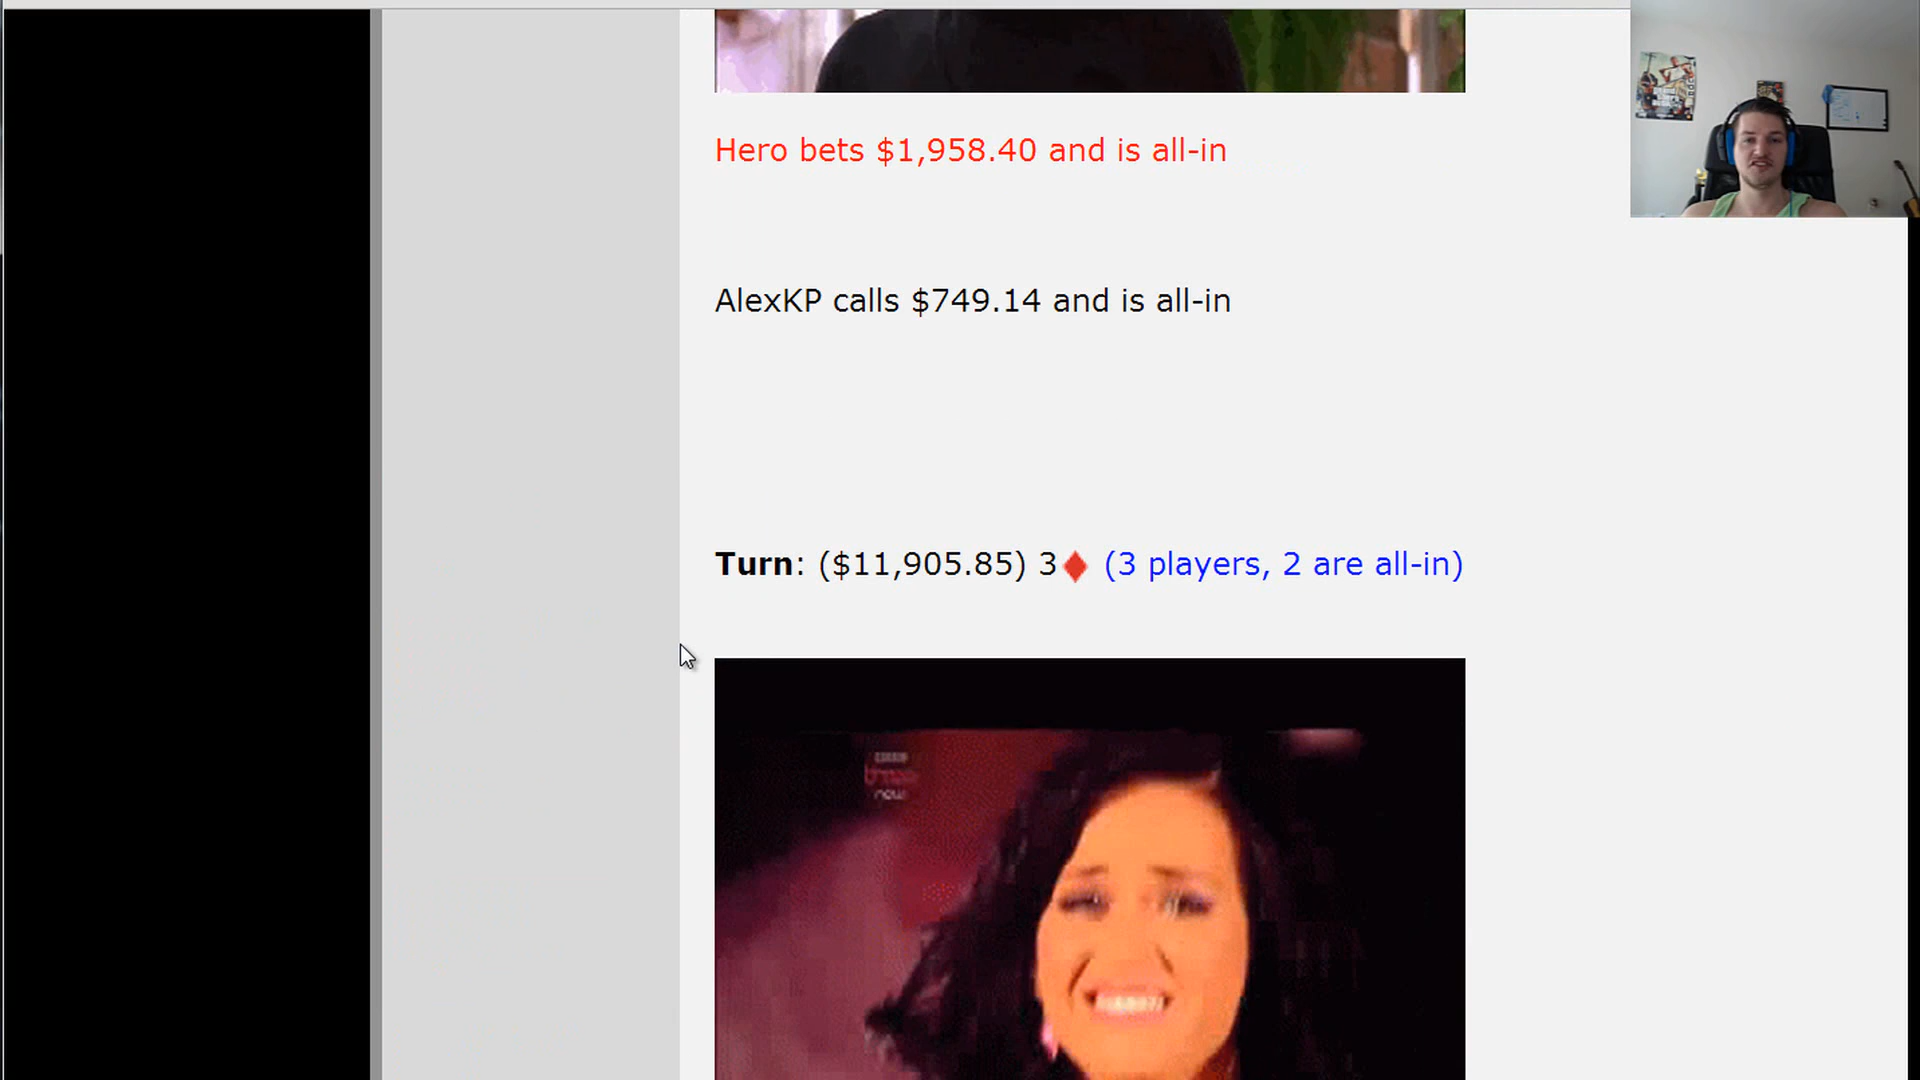 Hero bets $1,958.40 and is all-in
AlexKP calls $749.14 and is all-in
Turn: ($11,905.85) 3♦ (3 players, 2 are all-in)